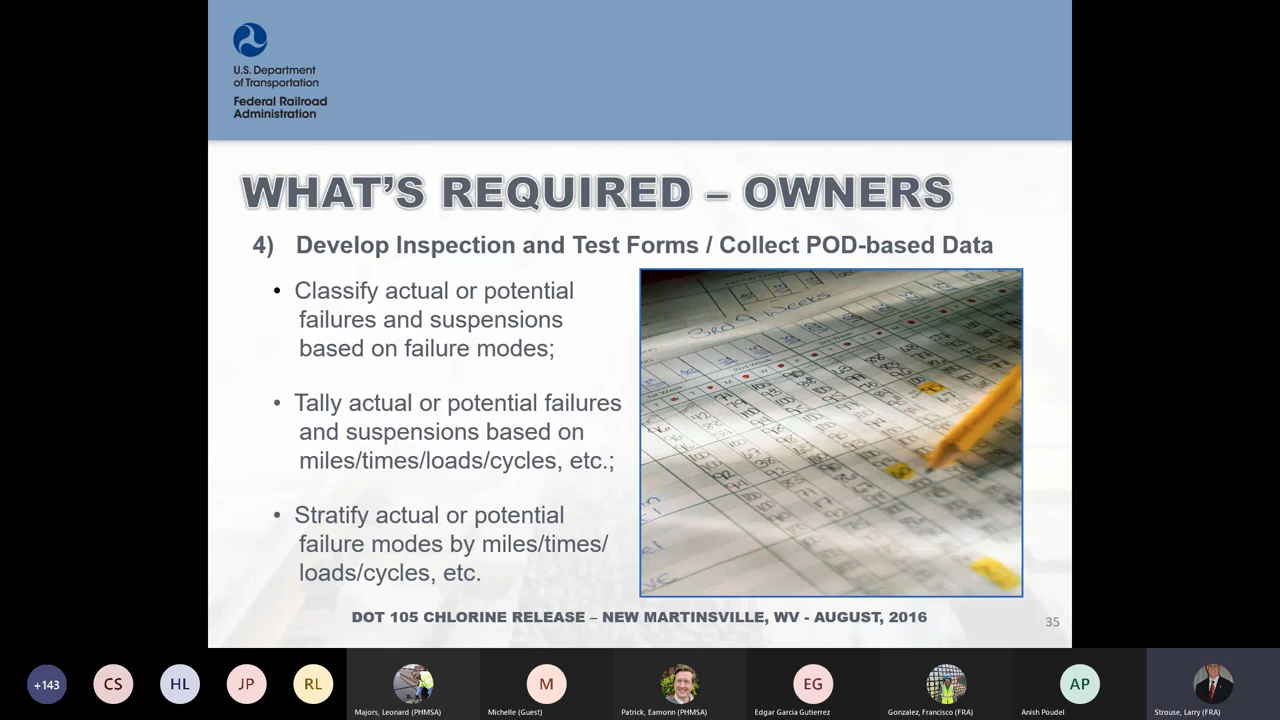 U.S. Department
of Transportation
Federal Railroad
Administration
WHAT'S REQUIRED – OWNERS
4) Develop Inspection and Test Forms / Collect POD-based Data
• Classify actual or potential
failures and suspensions
based on failure modes;
• Tally actual or potential failures
and suspensions based on
miles/times/loads/cycles, etc.;
• Stratify actual or potential
failure modes by miles/times/
loads/cycles, etc.
3RD 9 WEEKS
DOT 105 CHLORINE RELEASE – NEW MARTINSVILLE, WV - AUGUST, 2016
35
+143
CS
HL
JP
RL
M
EG
AP
Majors, Leonard (PHMSA)
Michelle (Guest)
Patrick, Eamonn (PHMSA)
Edgar Garcia Gutierrez
Gonzalez, Francisco (FRA)
Anish Poudel
Strouse, Larry (FRA)